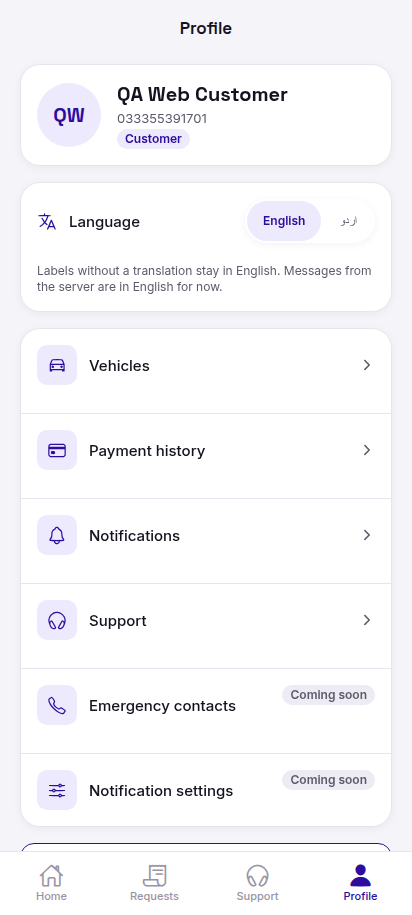 Profile
QW
QA Web Customer
033355391701
Customer
Language
English
اردو
Labels without a translation stay in English. Messages from
the server are in English for now.
Vehicles
Payment history
Notifications
Support
Emergency contacts
Coming soon
Notification settings
Coming soon
Home
Requests
Support
Profile